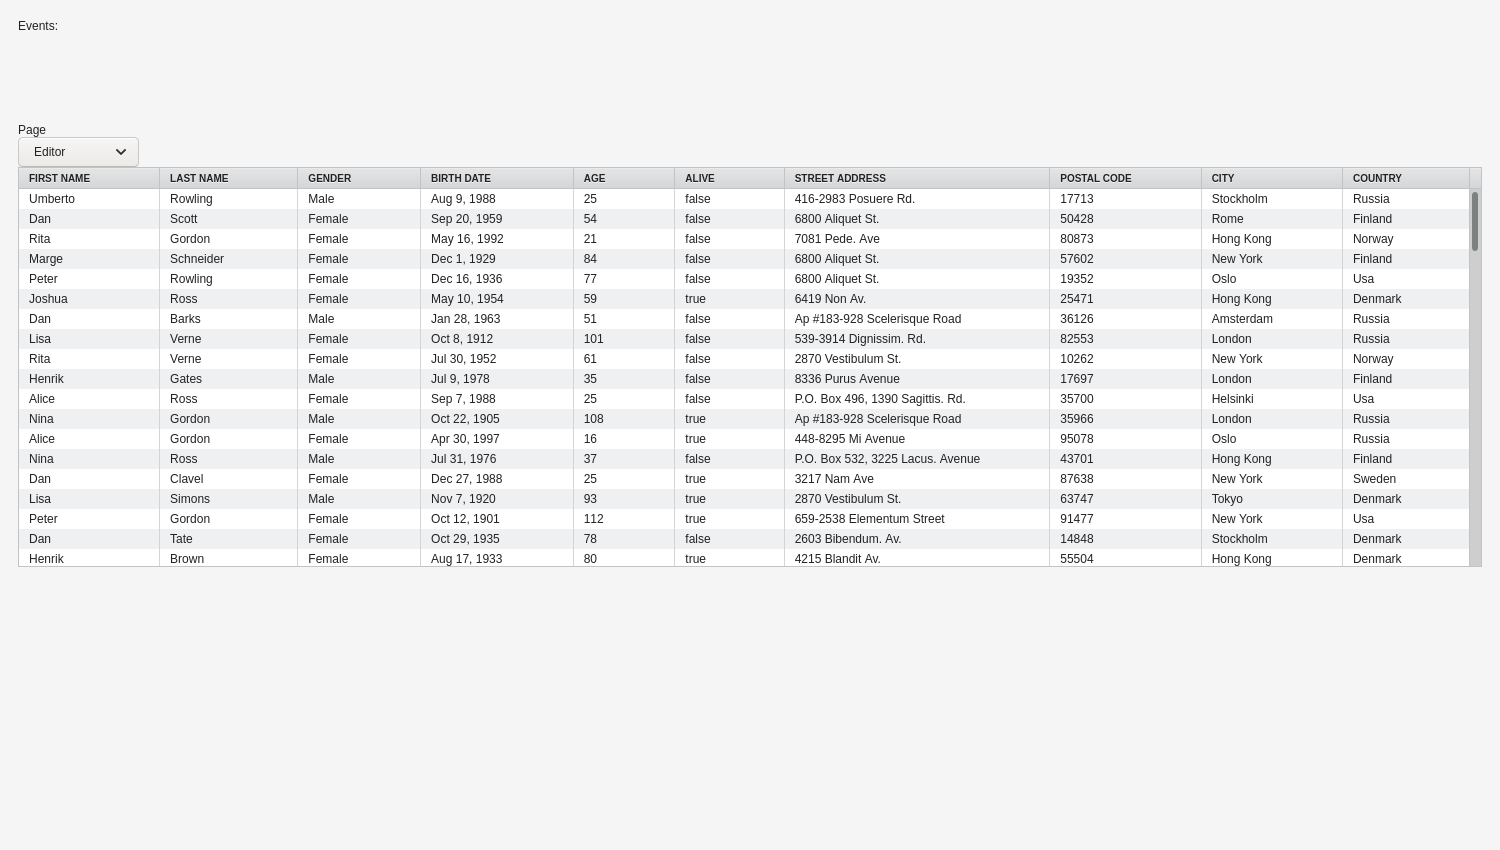 Events:
Page
Editor
FIRST NAME LAST NAME GENDER BIRTH DATE AGE ALIVE STREET ADDRESS POSTAL CODE CITY COUNTRY
Umberto Rowling Male Aug 9, 1988 25 false 416-2983 Posuere Rd. 17713 Stockholm Russia
Dan Scott Female Sep 20, 1959 54 false 6800 Aliquet St. 50428 Rome Finland
Rita Gordon Female May 16, 1992 21 false 7081 Pede. Ave 80873 Hong Kong Norway
Marge Schneider Female Dec 1, 1929 84 false 6800 Aliquet St. 57602 New York Finland
Peter Rowling Female Dec 16, 1936 77 false 6800 Aliquet St. 19352 Oslo Usa
Joshua Ross Female May 10, 1954 59 true 6419 Non Av. 25471 Hong Kong Denmark
Dan Barks Male Jan 28, 1963 51 false Ap #183-928 Scelerisque Road 36126 Amsterdam Russia
Lisa Verne Female Oct 8, 1912 101 false 539-3914 Dignissim. Rd. 82553 London Russia
Rita Verne Female Jul 30, 1952 61 false 2870 Vestibulum St. 10262 New York Norway
Henrik Gates Male Jul 9, 1978 35 false 8336 Purus Avenue 17697 London Finland
Alice Ross Female Sep 7, 1988 25 false P.O. Box 496, 1390 Sagittis. Rd. 35700 Helsinki Usa
Nina Gordon Male Oct 22, 1905 108 true Ap #183-928 Scelerisque Road 35966 London Russia
Alice Gordon Female Apr 30, 1997 16 true 448-8295 Mi Avenue 95078 Oslo Russia
Nina Ross Male Jul 31, 1976 37 false P.O. Box 532, 3225 Lacus. Avenue 43701 Hong Kong Finland
Dan Clavel Female Dec 27, 1988 25 true 3217 Nam Ave 87638 New York Sweden
Lisa Simons Male Nov 7, 1920 93 true 2870 Vestibulum St. 63747 Tokyo Denmark
Peter Gordon Female Oct 12, 1901 112 true 659-2538 Elementum Street 91477 New York Usa
Dan Tate Female Oct 29, 1935 78 false 2603 Bibendum. Av. 14848 Stockholm Denmark
Henrik Brown Female Aug 17, 1933 80 true 4215 Blandit Av. 55504 Hong Kong Denmark